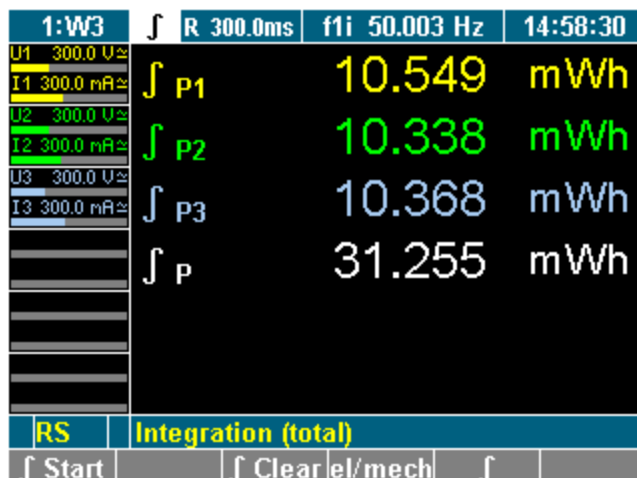 1:W3 ∫ R 300.0ms f1i 50.003 Hz 14:58:30
U1 300.0 V≃
I1 300.0 mA≃
∫ P1 10.549 mWh
U2 300.0 V≃
I2 300.0 mA≃
∫ P2 10.338 mWh
U3 300.0 V≃
I3 300.0 mA≃
∫ P3 10.368 mWh
∫ P 31.255 mWh
RS Integration (total)
∫ Start ∫ Clear el/mech ∫